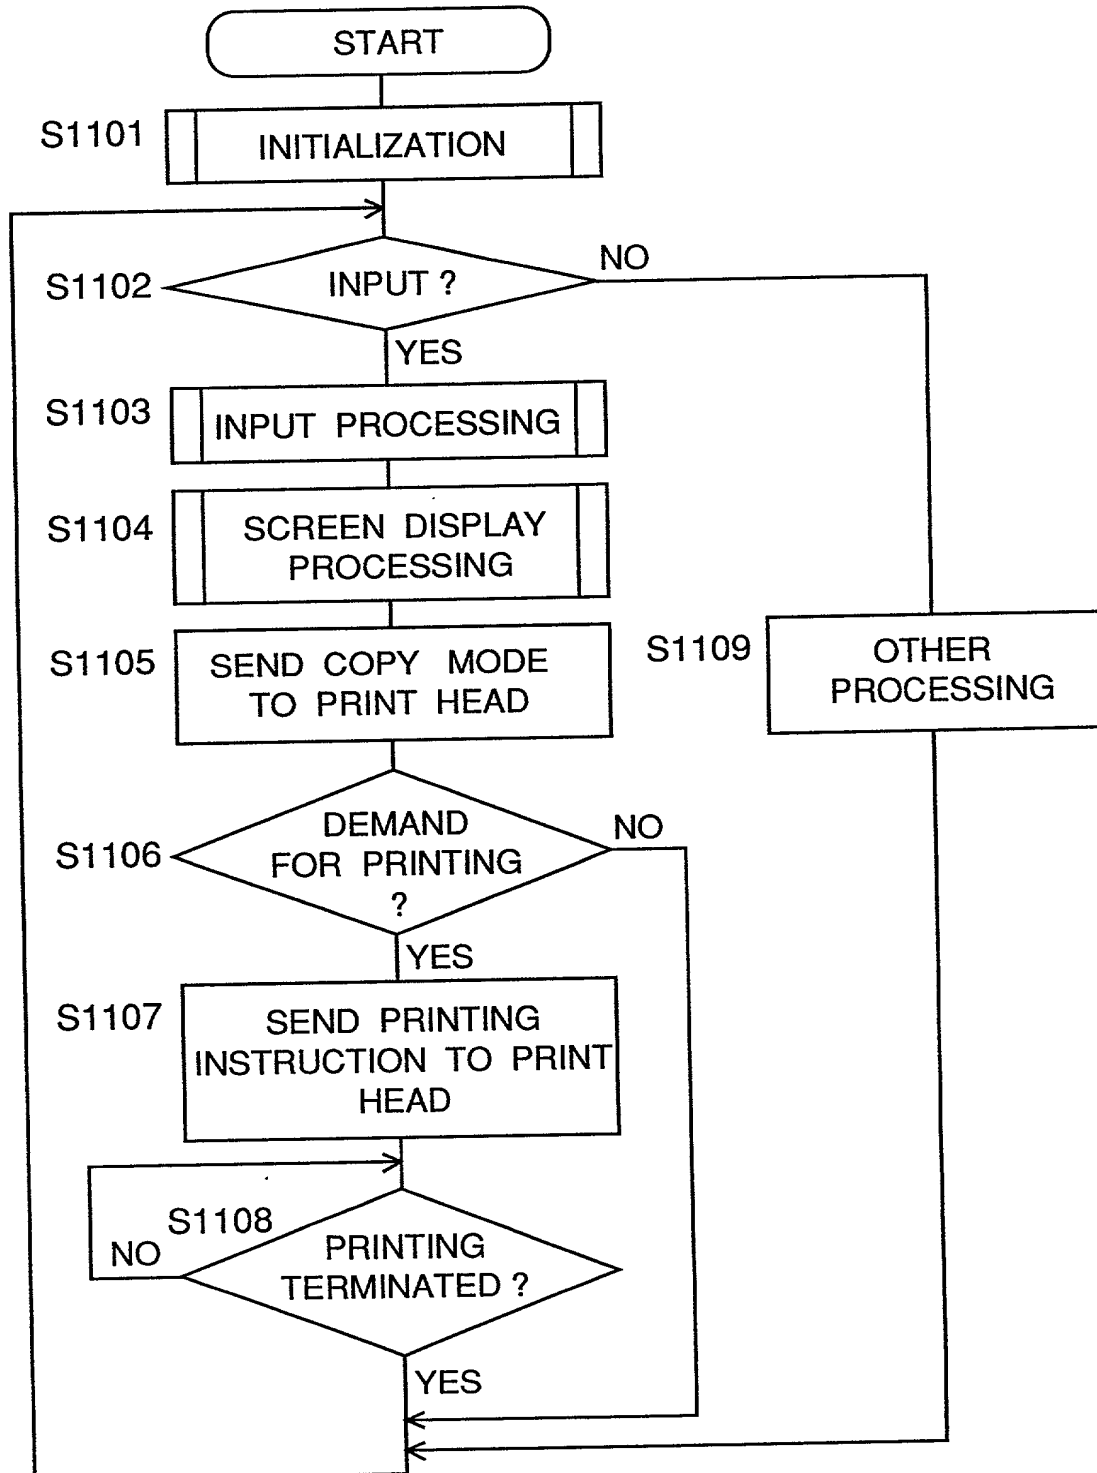 START
S1101
INITIALIZATION
S1102
INPUT ?
NO
YES
S1103
INPUT PROCESSING
S1104
SCREEN DISPLAY
PROCESSING
S1105
SEND COPY MODE
TO PRINT HEAD
S1109
OTHER
PROCESSING
S1106
DEMAND
FOR PRINTING
?
NO
YES
S1107
SEND PRINTING
INSTRUCTION TO PRINT
HEAD
S1108
NO
PRINTING
TERMINATED ?
YES